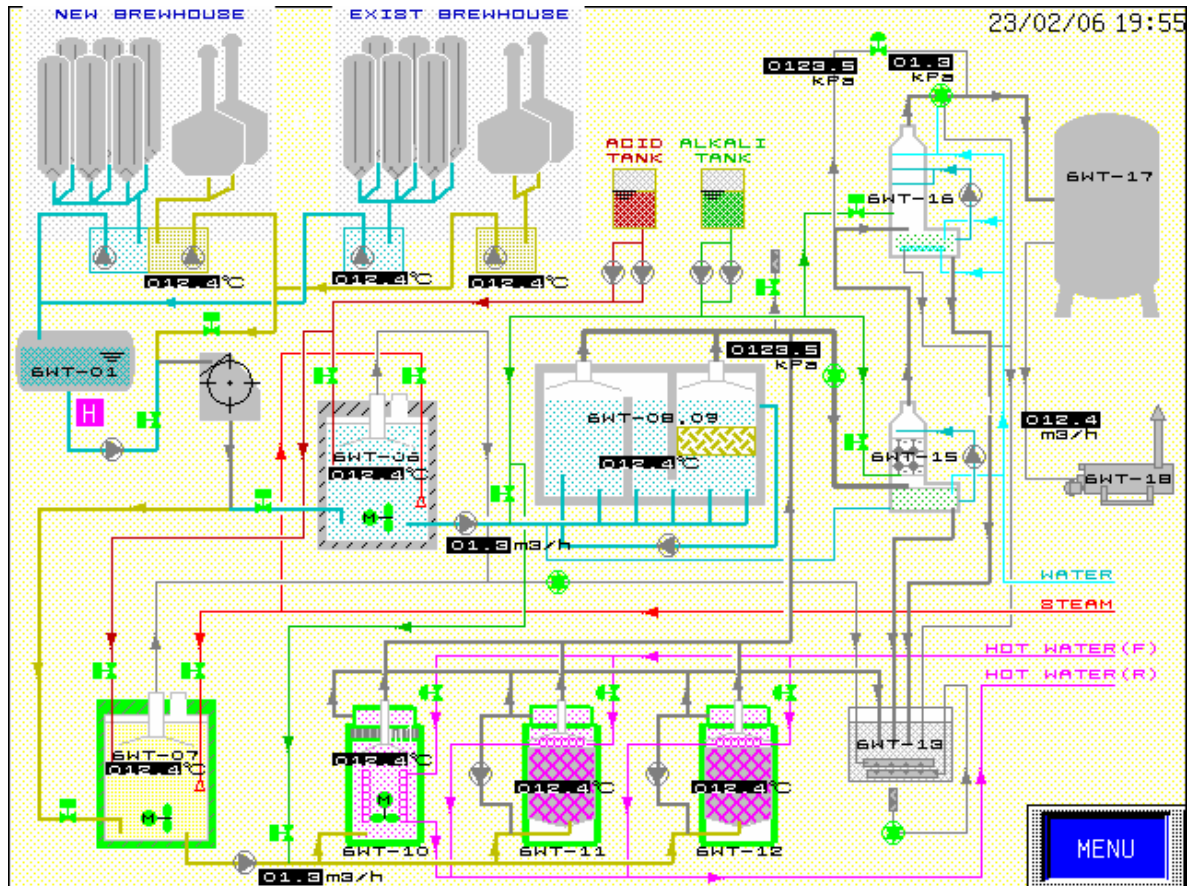 NEW BREWHOUSE
EXIST BREWHOUSE
23/02/06 19:55
0123.5
kPa
01.3
kPa
ACID
TANK
ALKALI
TANK
6WT-17
6WT-16
012.4℃
012.4℃
6WT-01
H
0123.5
kPa
6WT-08.09
012.4℃
6WT-06
012.4℃
M
012.4
m3/h
6WT-15
6WT-18
01.3 m3/h
WATER
STEAM
HOT WATER(F)
HOT WATER(R)
6WT-07
012.4℃
M
012.4℃
M
6WT-10
012.4℃
6WT-11
012.4℃
6WT-12
6WT-13
01.3 m3/h
MENU